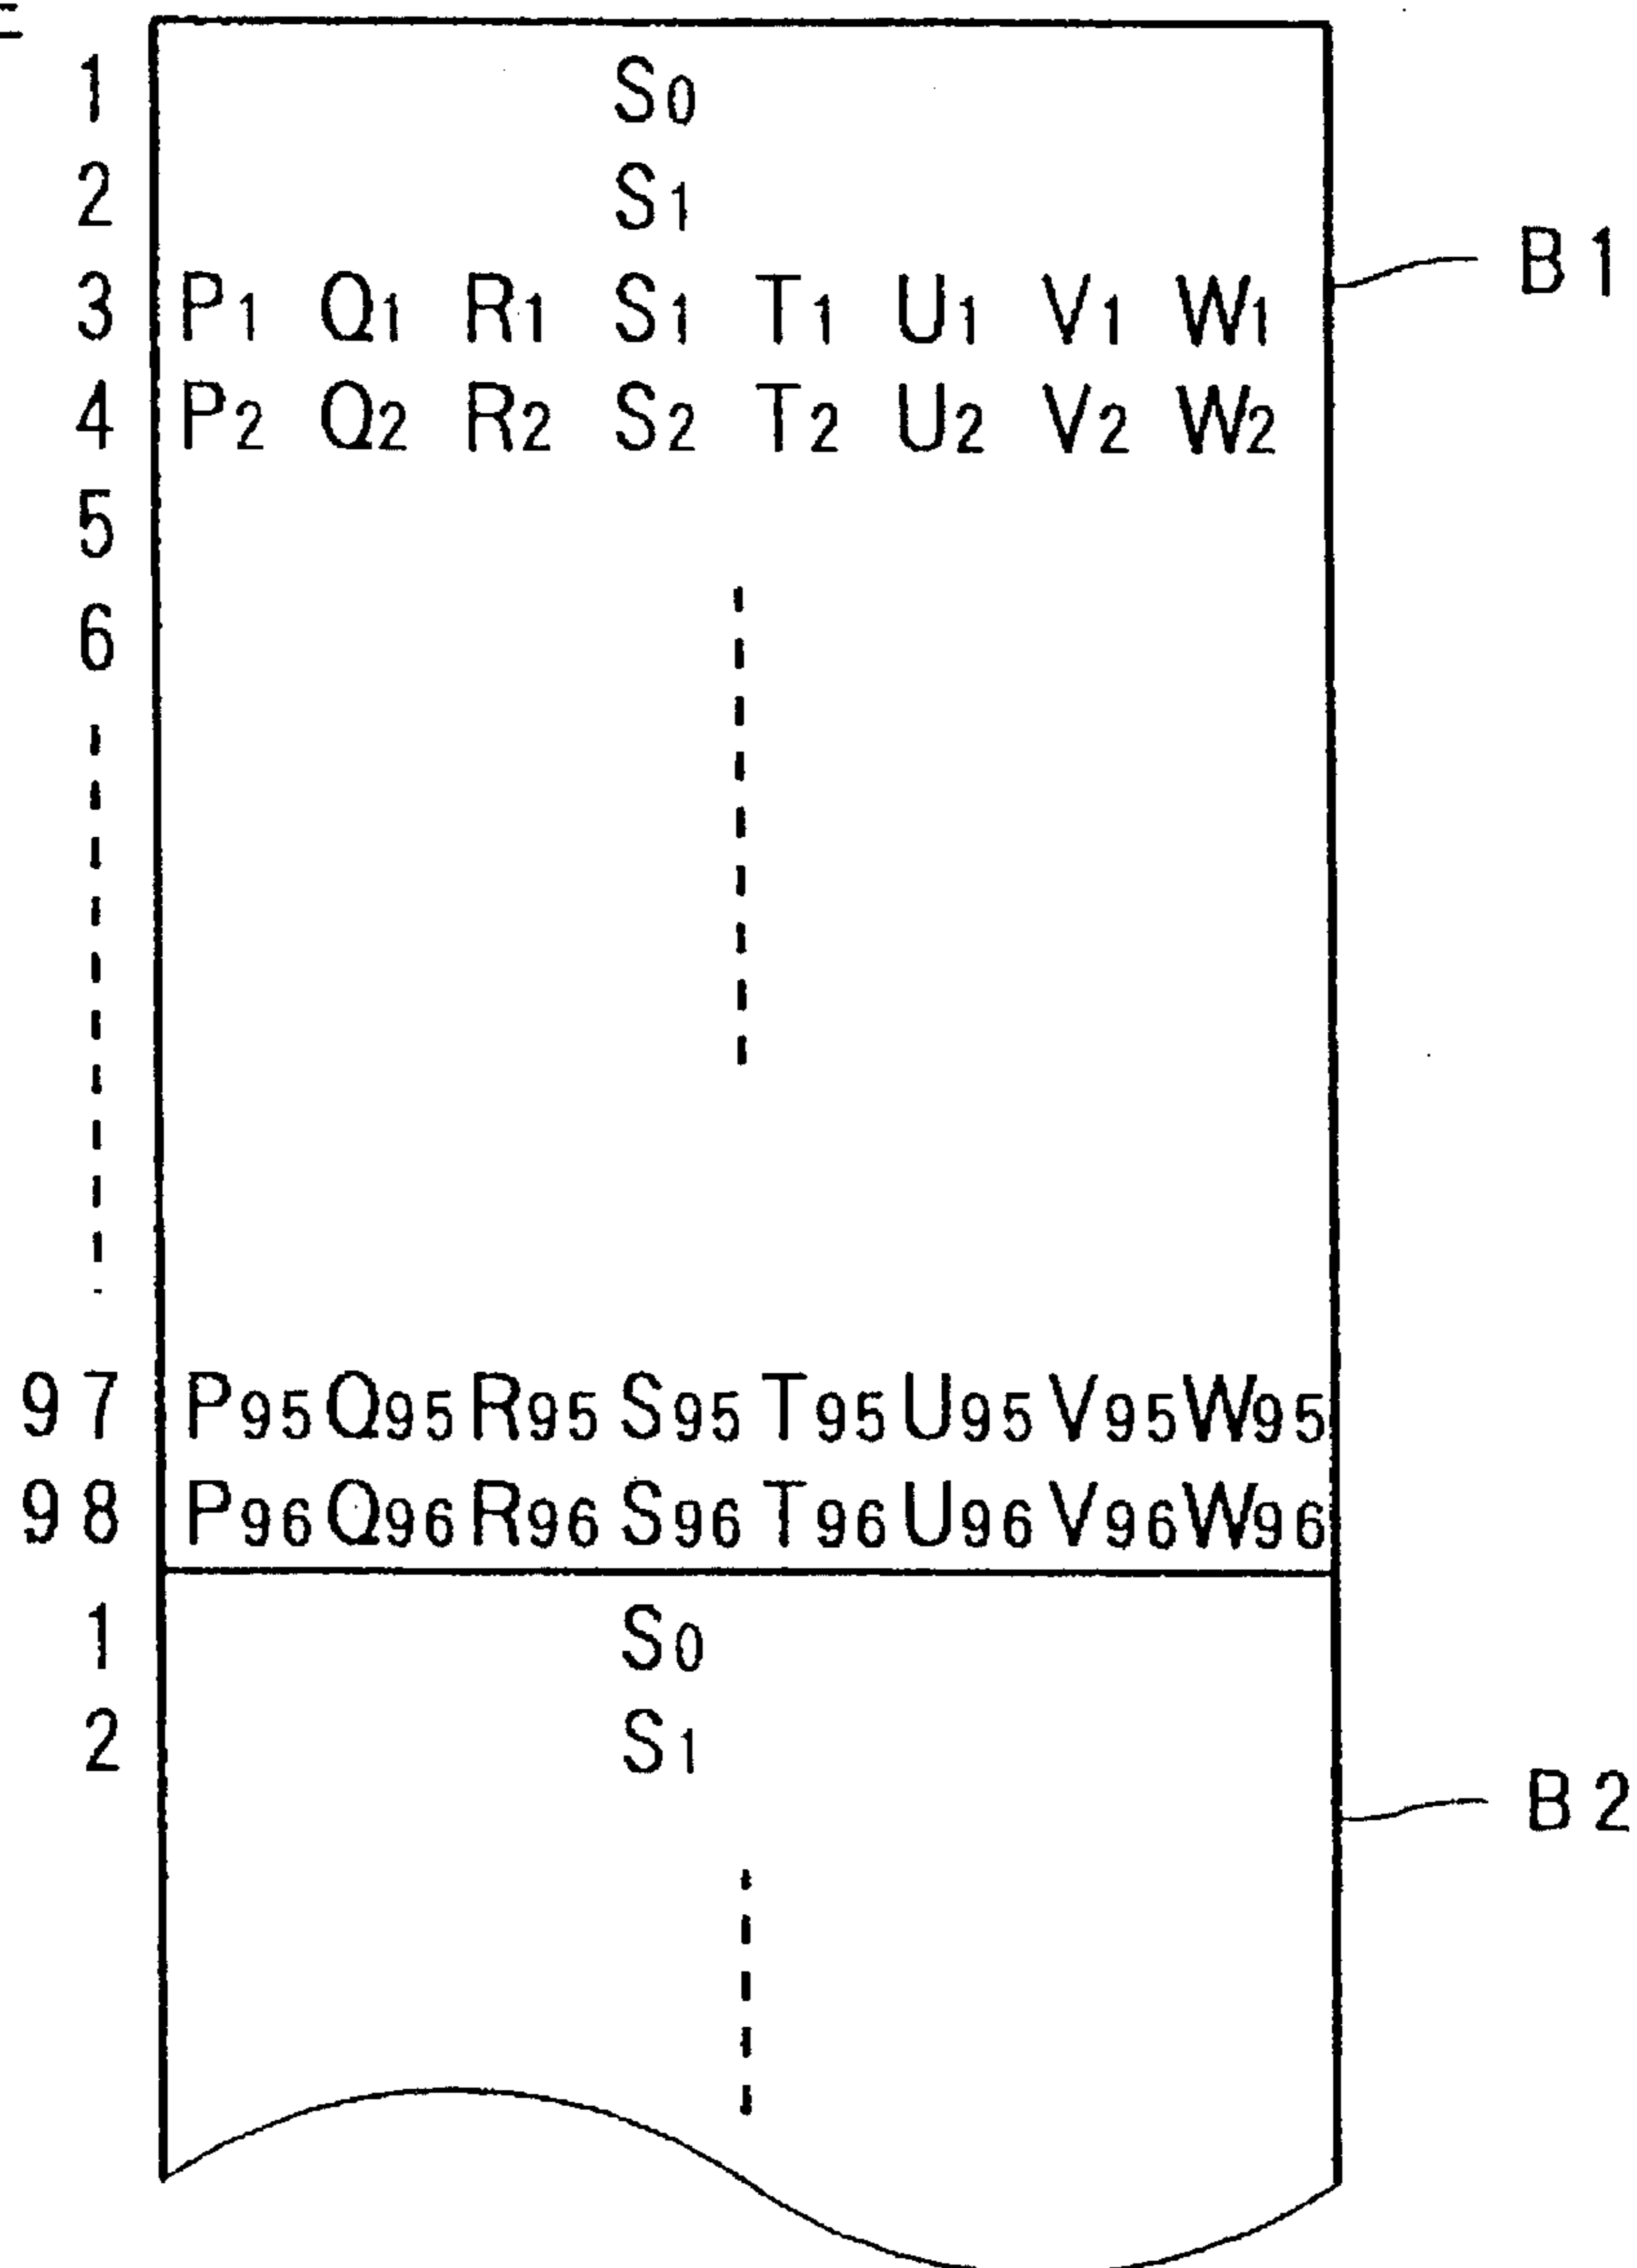 1 S0
2 S1
B1
3 P1 Q1 R1 S1 T1 U1 V1 W1
4 P2 Q2 R2 S2 T2 U2 V2 W2
5
6
97 P95 Q95 R95 S95 T95 U95 V95 W95
98 P96 Q96 R96 S96 T96 U96 V96 W96
1 S0
2 S1
B2